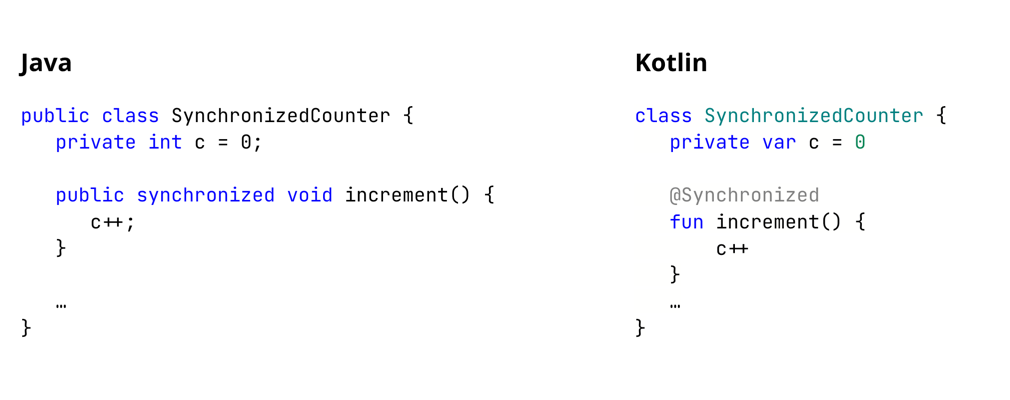 Java
public class SynchronizedCounter {
private int c = 0;
public synchronized void increment() {
c++;
}
…
}
Kotlin
class SynchronizedCounter {
private var c = 0
@Synchronized
fun increment() {
c++
}
…
}